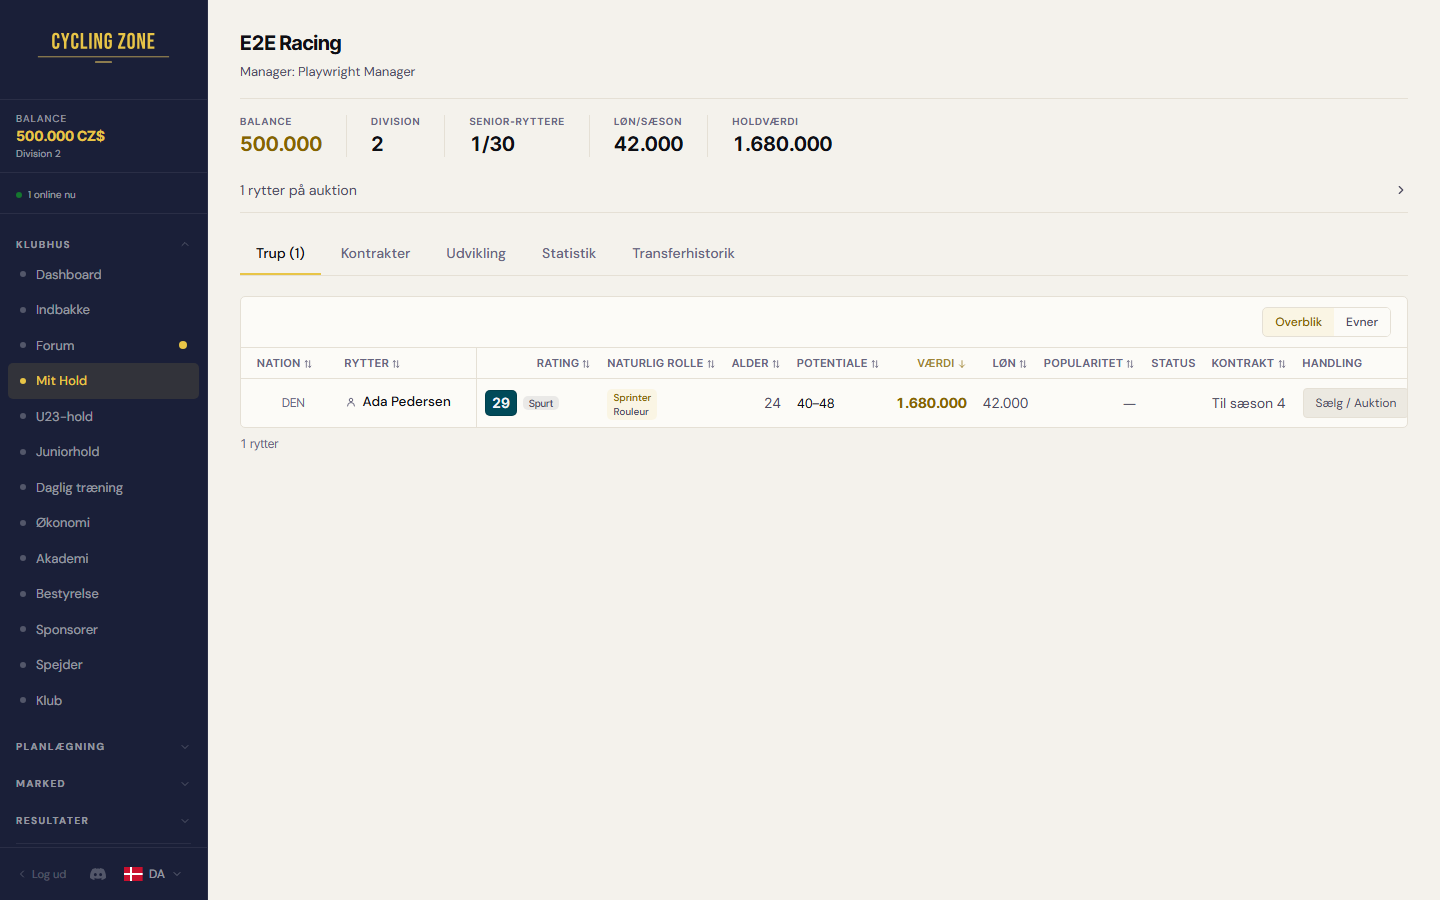 CYCLING ZONE
BALANCE
500.000 CZ$
Division 2
1 online nu
KLUBHUS
Dashboard
Indbakke
Forum
Mit Hold
U23-hold
Juniorhold
Daglig træning
Økonomi
Akademi
Bestyrelse
Sponsorer
Spejder
Klub
PLANLÆGNING
MARKED
RESULTATER
Log ud
DA
E2E Racing
Manager: Playwright Manager
BALANCE DIVISION SENIOR-RYTTERE LØN/SÆSON HOLDVÆRDI
500.000 2 1/30 42.000 1.680.000
1 rytter på auktion
Trup (1) Kontrakter Udvikling Statistik Transferhistorik
Overblik Evner
NATION RYTTER RATING NATURLIG ROLLE ALDER POTENTIALE VÆRDI ↓ LØN POPULARITET STATUS KONTRAKT HANDLING
DEN Ada Pedersen 29 Spurt Sprinter 24 40–48 1.680.000 42.000 — Til sæson 4 Sælg / Auktion
Rouleur
1 rytter